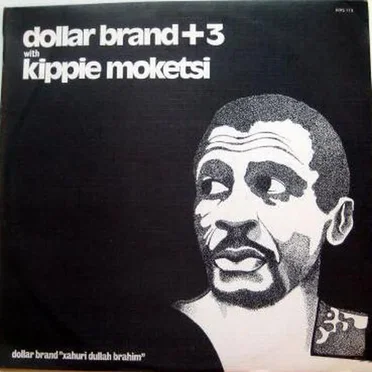 dollar brand+3
with
kippie moketsi
dollar brand "xahuri dullah brahim"